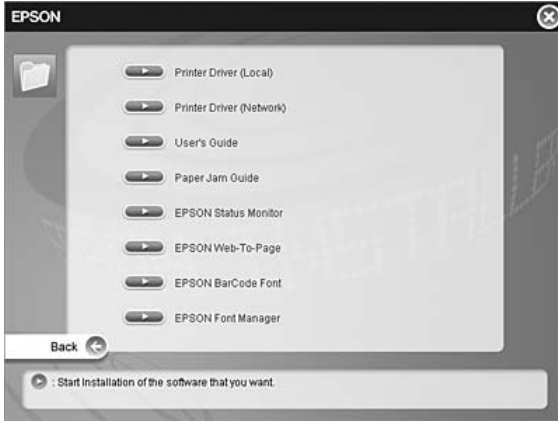 EPSON
Printer Driver (Local)
Printer Driver (Network)
User's Guide
Paper Jam Guide
EPSON Status Monitor
EPSON Web-To-Page
EPSON BarCode Font
EPSON Font Manager
Back
: Start Installation of the software that you want.